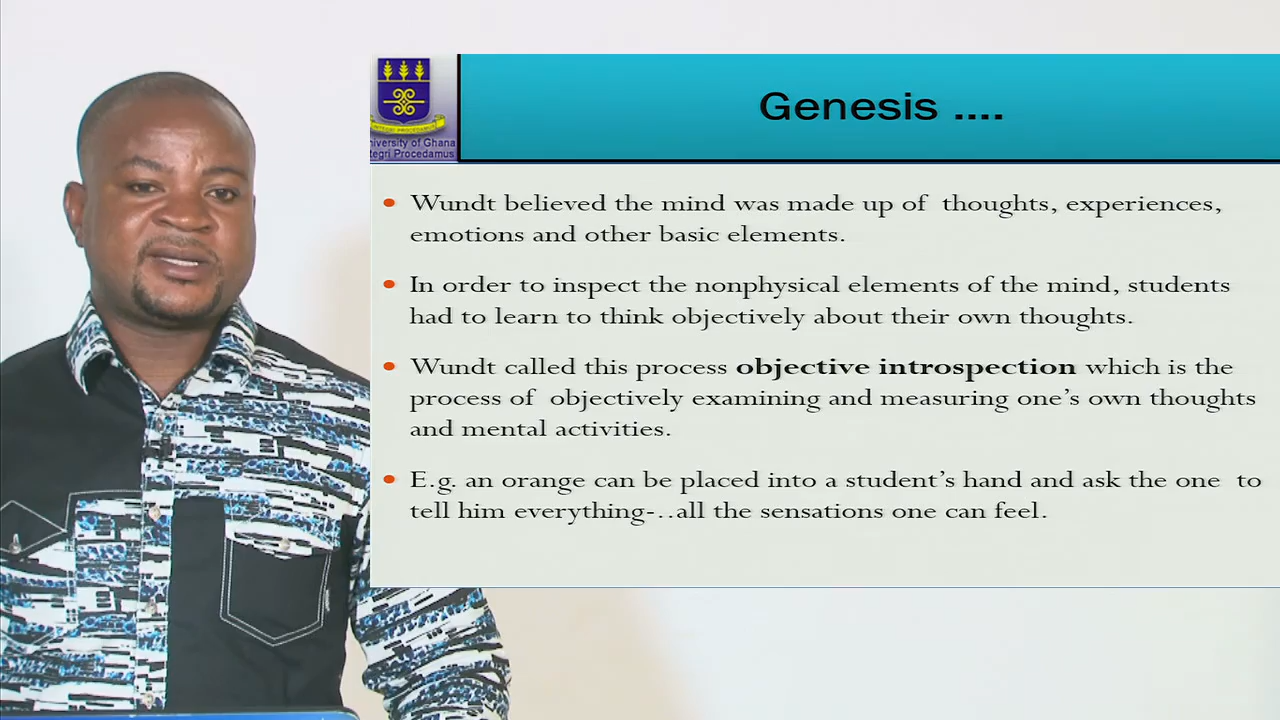 Genesis ....
niversity of Ghana
tegri Procedamus
• Wundt believed the mind was made up of thoughts, experiences,
emotions and other basic elements.
• In order to inspect the nonphysical elements of the mind, students
had to learn to think objectively about their own thoughts.
• Wundt called this process objective introspection which is the
process of objectively examining and measuring one’s own thoughts
and mental activities.
• E.g. an orange can be placed into a student’s hand and ask the one to
tell him everything-..all the sensations one can feel.